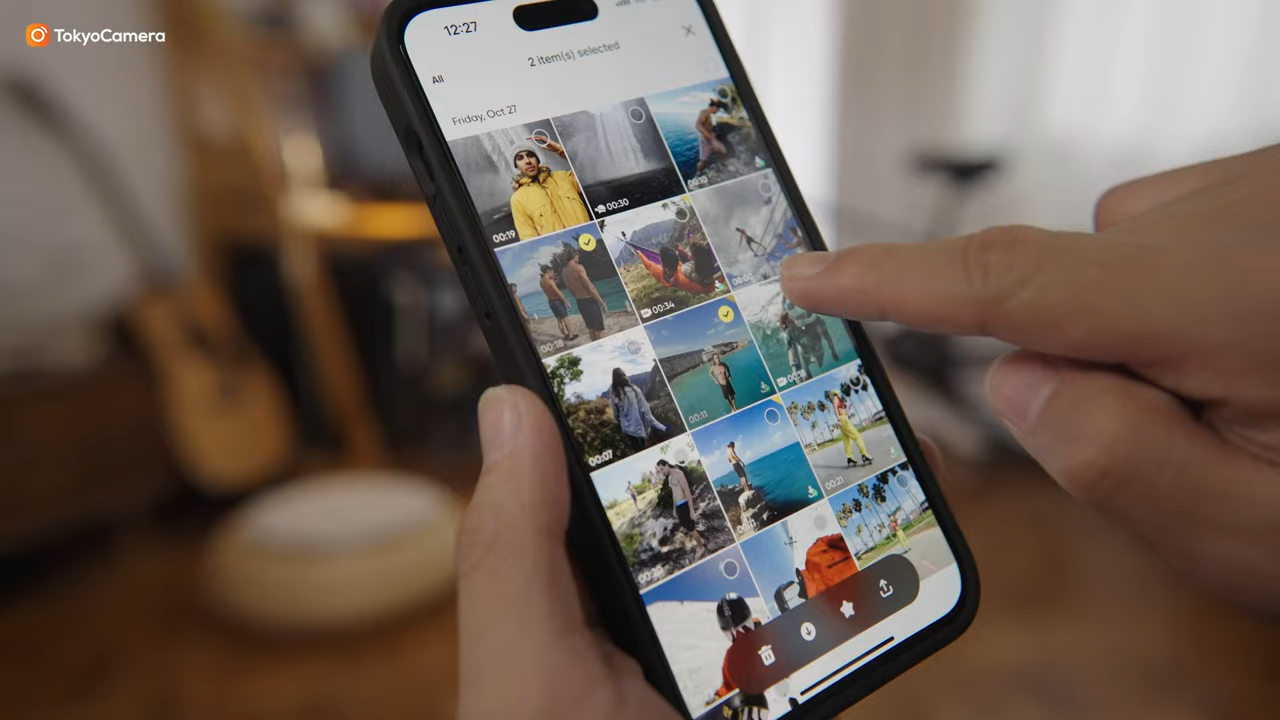 TokyoCamera
12:27
2 item(s) selected
All
Friday, Oct 27
00:19
00:30
00:34
00:11
00:07
00:21